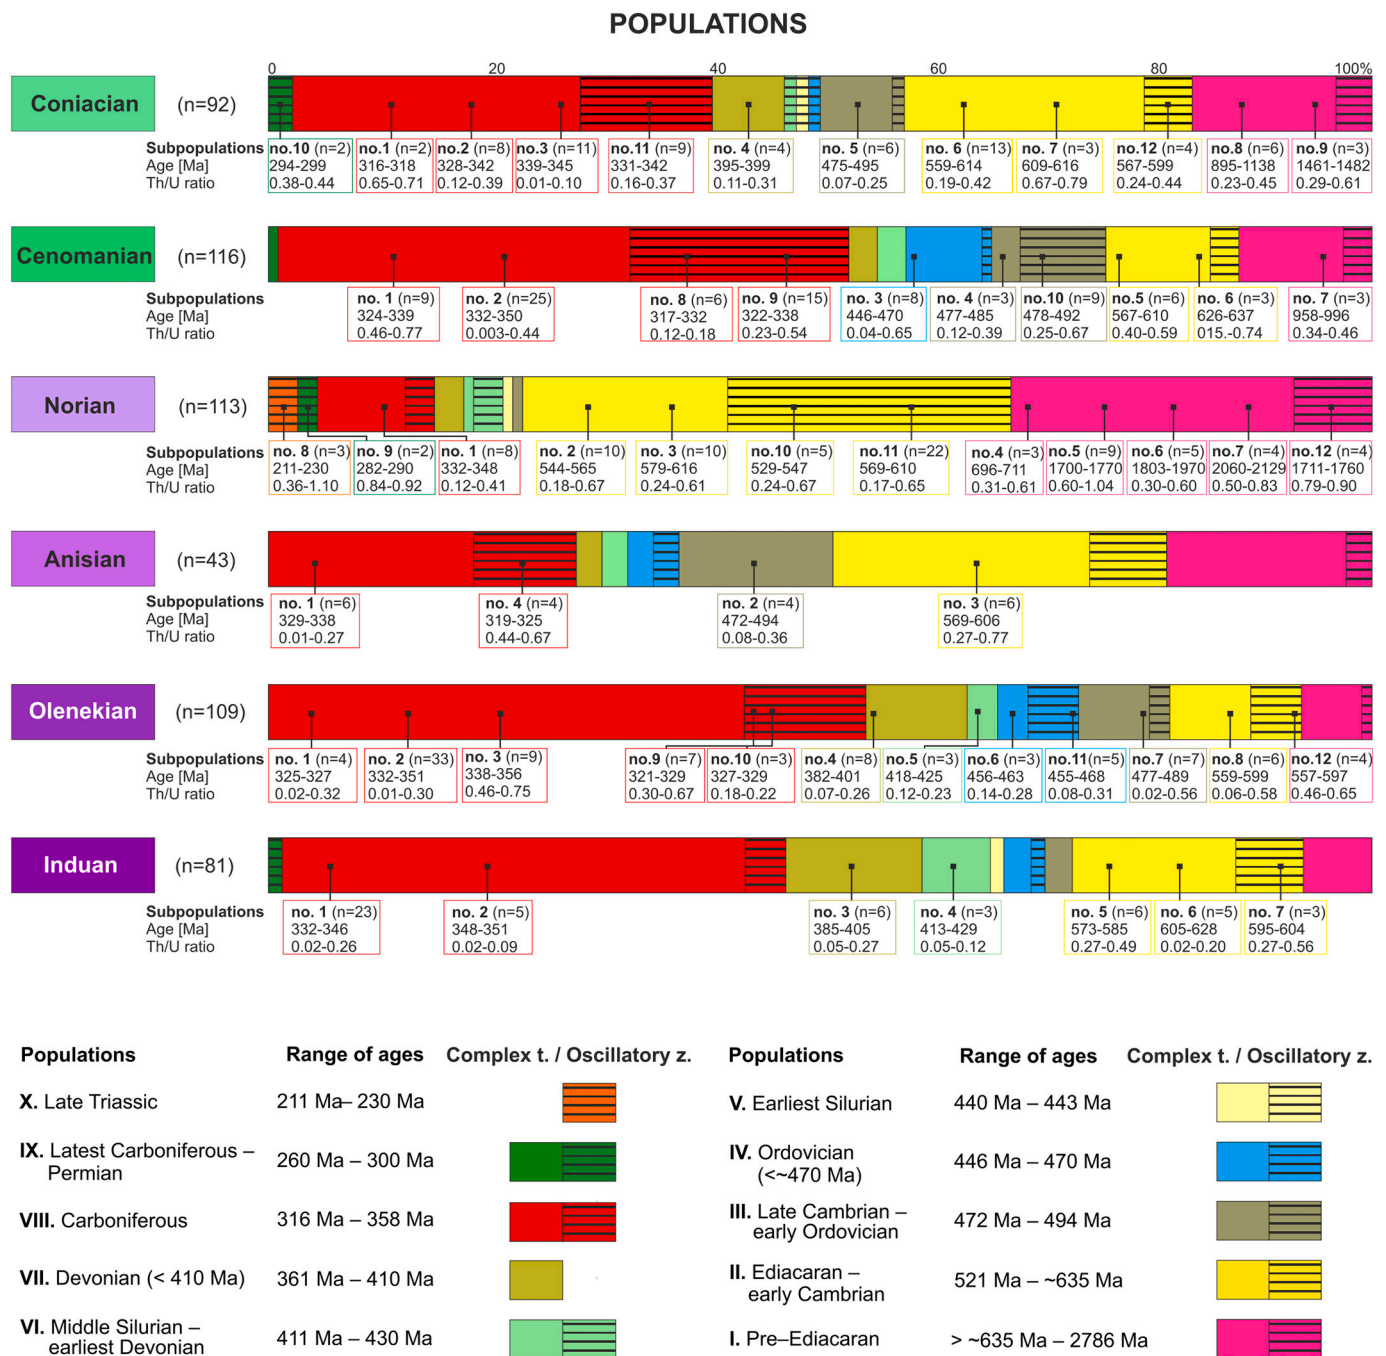 POPULATIONS
0 20 40 60 80 100%
Coniacian (n=92)
Subpopulations no.10 (n=2) no.1 (n=2) no.2 (n=8) no.3 (n=11) no.11 (n=9) no. 4 (n=4) no. 5 (n=6) no. 6 (n=13) no. 7 (n=3) no.12 (n=4) no.8 (n=6) no.9 (n=3)
Age [Ma] 294-299 316-318 328-342 339-345 331-342 395-399 475-495 559-614 609-616 567-599 895-1138 1461-1482
Th/U ratio 0.38-0.44 0.65-0.71 0.12-0.39 0.01-0.10 0.16-0.37 0.11-0.31 0.07-0.25 0.19-0.42 0.67-0.79 0.24-0.44 0.23-0.45 0.29-0.61
Cenomanian (n=116)
Subpopulations no. 1 (n=9) no. 2 (n=25) no. 8 (n=6) no. 9 (n=15) no. 3 (n=8) no. 4 (n=3) no.10 (n=9) no.5 (n=6) no. 6 (n=3) no. 7 (n=3)
Age [Ma] 324-339 332-350 317-332 322-338 446-470 477-485 478-492 567-610 626-637 958-996
Th/U ratio 0.46-0.77 0.003-0.44 0.12-0.18 0.23-0.54 0.04-0.65 0.12-0.39 0.25-0.67 0.40-0.59 015.-0.74 0.34-0.46
Norian (n=113)
Subpopulations no. 8 (n=3) no. 9 (n=2) no. 1 (n=8) no. 2 (n=10) no. 3 (n=10) no.10 (n=5) no.11 (n=22) no.4 (n=3) no.5 (n=9) no.6 (n=5) no.7 (n=4) no.12 (n=4)
Age [Ma] 211-230 282-290 332-348 544-565 579-616 529-547 569-610 696-711 1700-1770 1803-1970 2060-2129 1711-1760
Th/U ratio 0.36-1.10 0.84-0.92 0.12-0.41 0.18-0.67 0.24-0.61 0.24-0.67 0.17-0.65 0.31-0.61 0.60-1.04 0.30-0.60 0.50-0.83 0.79-0.90
Anisian (n=43)
Subpopulations no. 1 (n=6) no. 4 (n=4) no. 2 (n=4) no. 3 (n=6)
Age [Ma] 329-338 319-325 472-494 569-606
Th/U ratio 0.01-0.27 0.44-0.67 0.08-0.36 0.27-0.77
Olenekian (n=109)
Subpopulations no. 1 (n=4) no. 2 (n=33) no. 3 (n=9) no.9 (n=7) no.10 (n=3) no.4 (n=8) no.5 (n=3) no.6 (n=3) no.11(n=5) no.7 (n=7) no.8 (n=6) no.12 (n=4)
Age [Ma] 325-327 332-351 338-356 321-329 327-329 382-401 418-425 456-463 455-468 477-489 559-599 557-597
Th/U ratio 0.02-0.32 0.01-0.30 0.46-0.75 0.30-0.67 0.18-0.22 0.07-0.26 0.12-0.23 0.14-0.28 0.08-0.31 0.02-0.56 0.06-0.58 0.46-0.65
Induan (n=81)
Subpopulations no. 1 (n=23) no. 2 (n=5) no. 3 (n=6) no. 4 (n=3) no. 5 (n=6) no. 6 (n=5) no. 7 (n=3)
Age [Ma] 332-346 348-351 385-405 413-429 573-585 605-628 595-604
Th/U ratio 0.02-0.26 0.02-0.09 0.05-0.27 0.05-0.12 0.27-0.49 0.02-0.20 0.27-0.56
Populations Range of ages Complex t. / Oscillatory z.
X. Late Triassic 211 Ma– 230 Ma
IX. Latest Carboniferous –
Permian 260 Ma – 300 Ma
VIII. Carboniferous 316 Ma – 358 Ma
VII. Devonian (< 410 Ma) 361 Ma – 410 Ma
VI. Middle Silurian –
earliest Devonian 411 Ma – 430 Ma
Populations Range of ages Complex t. / Oscillatory z.
V. Earliest Silurian 440 Ma – 443 Ma
IV. Ordovician
(<~470 Ma) 446 Ma – 470 Ma
III. Late Cambrian –
early Ordovician 472 Ma – 494 Ma
II. Ediacaran –
early Cambrian 521 Ma – ~635 Ma
I. Pre–Ediacaran > ~635 Ma – 2786 Ma